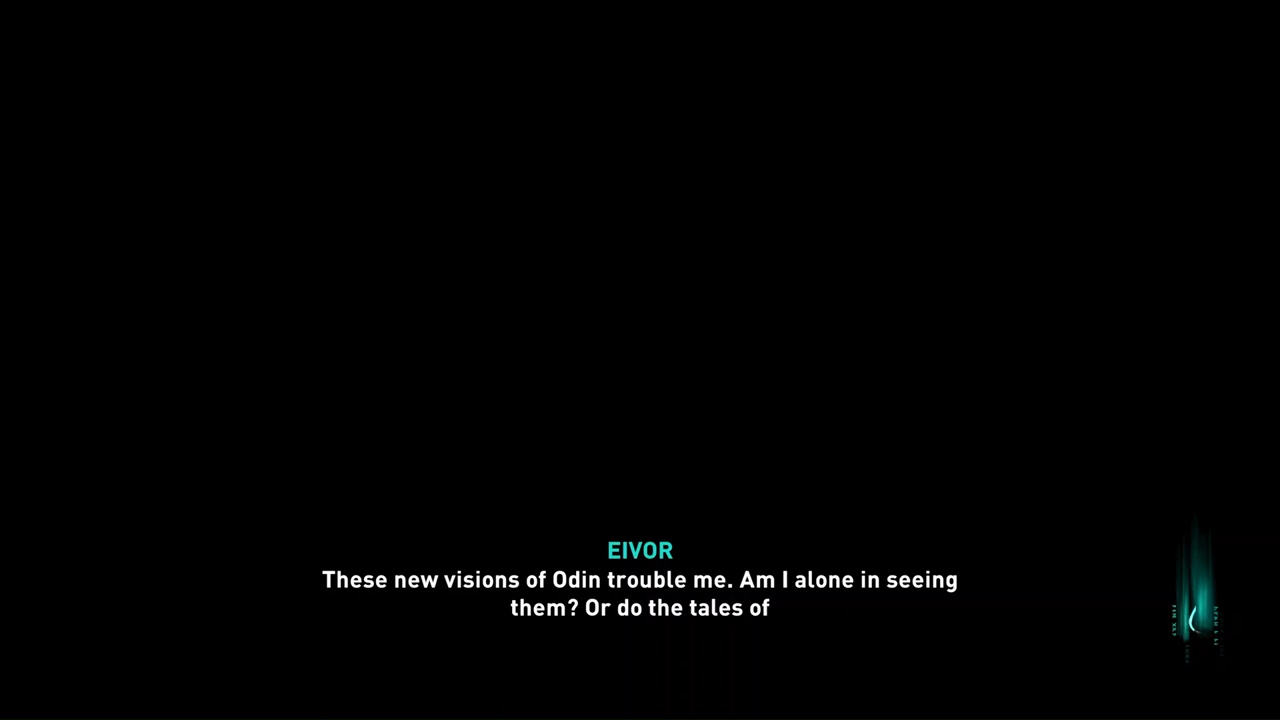 EIVOR
These new visions of Odin trouble me. Am I alone in seeing
them? Or do the tales of